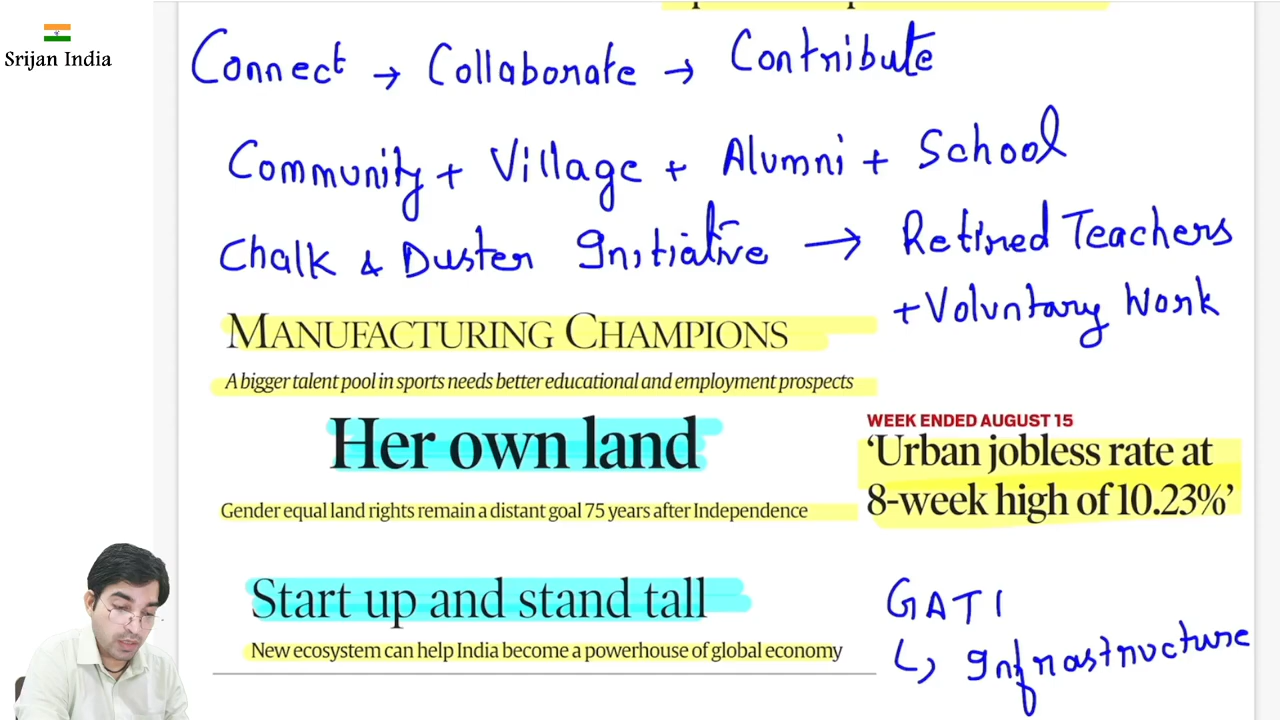 Srijan India
Connect → Collaborate → Contribute
Community + Village + Alumni + School
Chalk & Duster Initiative → Retired Teachers
+ Voluntary Work
MANUFACTURING CHAMPIONS
A bigger talent pool in sports needs better educational and employment prospects
Her own land
Gender equal land rights remain a distant goal 75 years after Independence
WEEK ENDED AUGUST 15
‘Urban jobless rate at
8-week high of 10.23%’
Start up and stand tall
New ecosystem can help India become a powerhouse of global economy
GATI
↳ Infrastructure